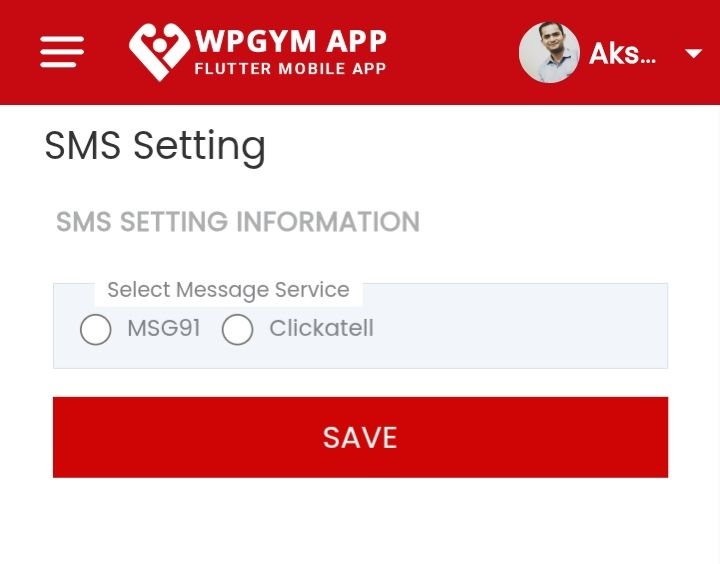 WPGYM APP
FLUTTER MOBILE APP
Aks...
SMS Setting
SMS SETTING INFORMATION
Select Message Service
MSG91 Clickatell
SAVE